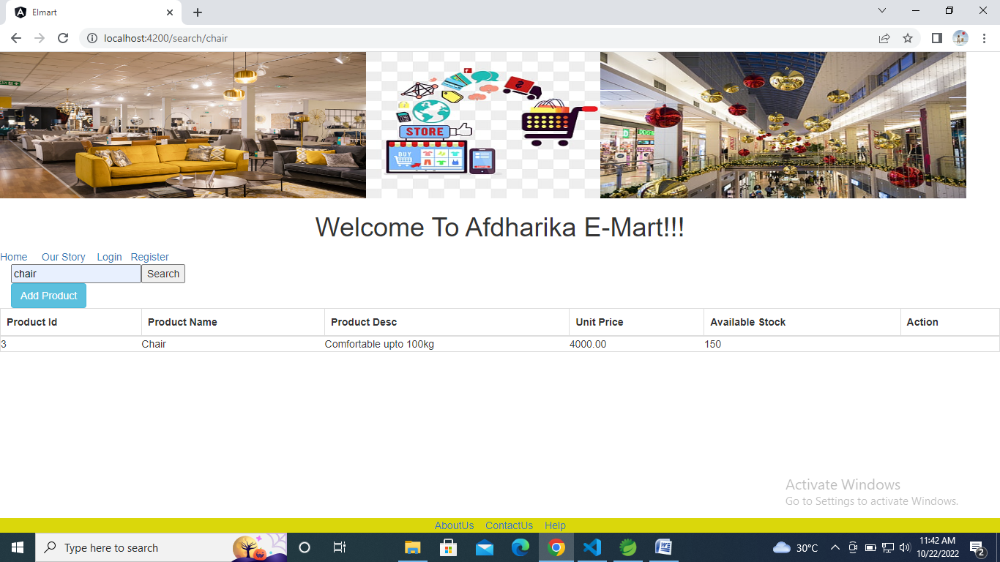 Elmart
localhost:4200/search/chair
STORE
BUY
Welcome To Afdharika E-Mart!!!
Home Our Story Login Register
chair Search
Add Product
Product Id Product Name Product Desc Unit Price Available Stock Action
3 Chair Comfortable upto 100kg 4000.00 150
Activate Windows
Go to Settings to activate Windows.
AboutUs ContactUs Help
Type here to search
30°C
11:42 AM
10/22/2022
2